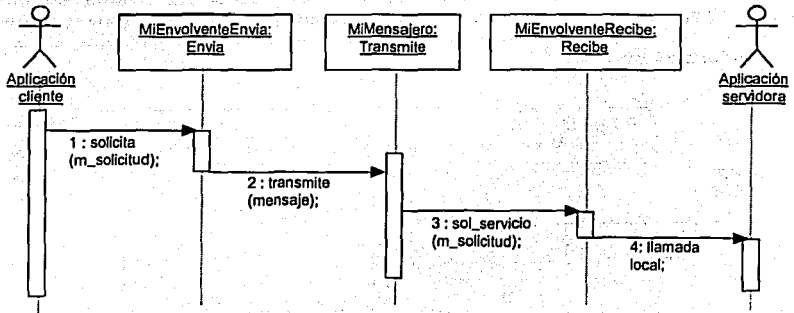 Aplicación
cliente
MiEnvolventeEnvia:
Envia
MiMensajero:
Transmite
MiEnvolventeRecibe:
Recibe
Aplicación
servidora
1 : solicita
(m_solicitud);
2 : transmite
(mensaje);
3 : sol_servicio
(m_solicitud);
4: llamada
local;